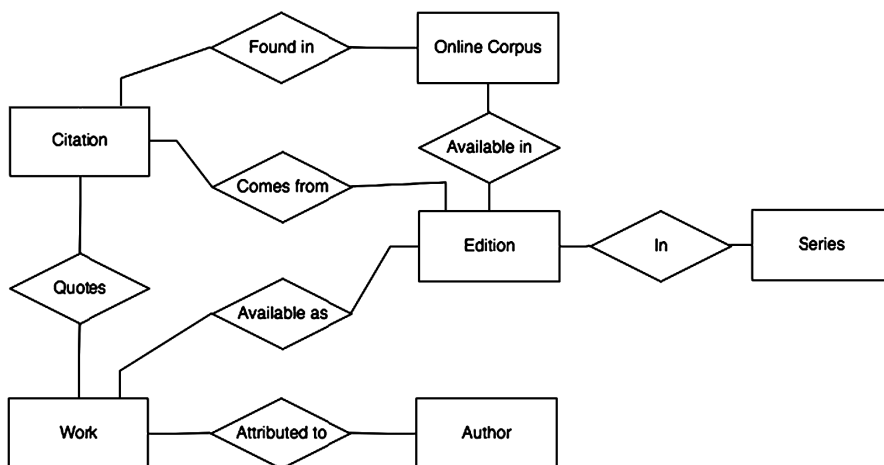 Found in
Online Corpus
Citation
Available in
Comes from
Edition
In
Series
Quotes
Available as
Work
Attributed to
Author